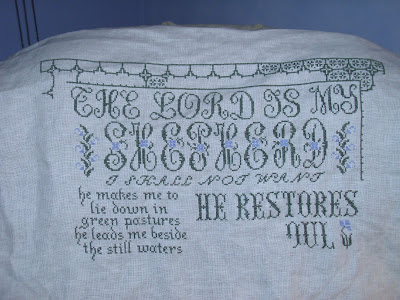 THE LORD IS MY
SHEPHERD
I SHALL NOT WANT
he makes me to
lie down in
green pastures
he leads me beside
the still waters
HE RESTORES
OUL